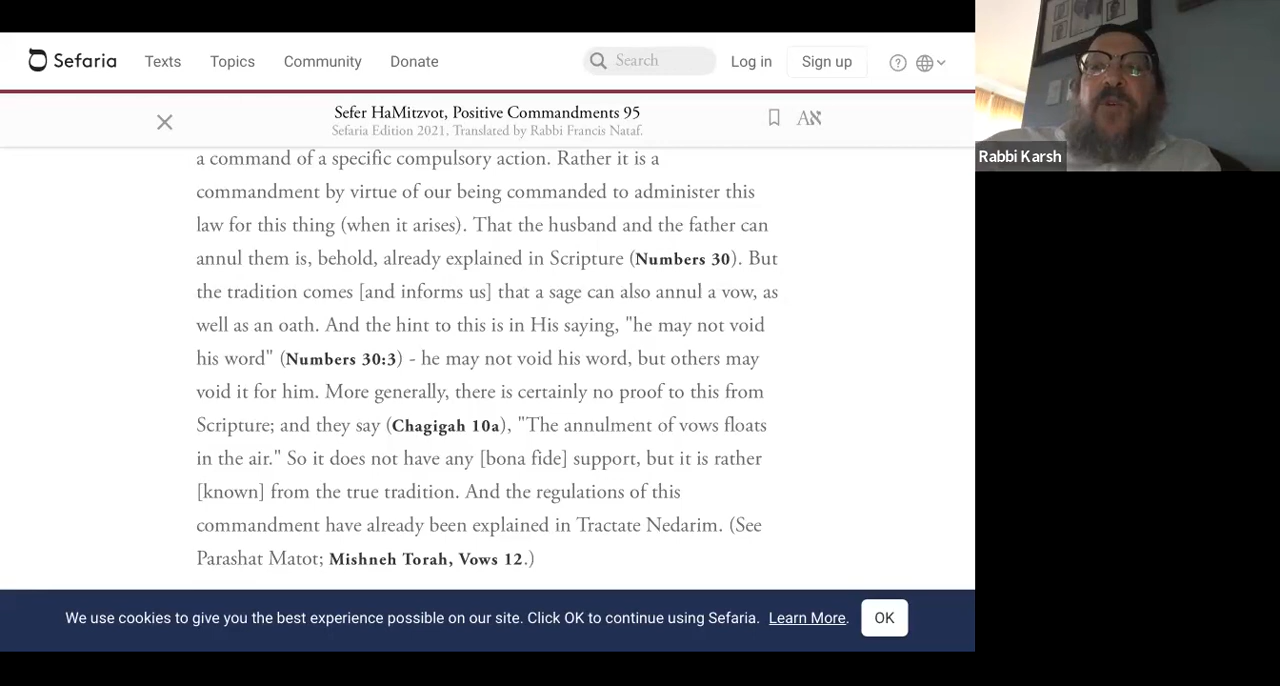 Sefaria Texts Topics Community Donate Search Log in Sign up
Sefer HaMitzvot, Positive Commandments 95
Sefaria Edition 2021, Translated by Rabbi Francis Nataf.
a command of a specific compulsory action. Rather it is a
commandment by virtue of our being commanded to administer this
law for this thing (when it arises). That the husband and the father can
annul them is, behold, already explained in Scripture (Numbers 30). But
the tradition comes [and informs us] that a sage can also annul a vow, as
well as an oath. And the hint to this is in His saying, "he may not void
his word" (Numbers 30:3) - he may not void his word, but others may
void it for him. More generally, there is certainly no proof to this from
Scripture; and they say (Chagigah 10a), "The annulment of vows floats
in the air." So it does not have any [bona fide] support, but it is rather
[known] from the true tradition. And the regulations of this
commandment have already been explained in Tractate Nedarim. (See
Parashat Matot; Mishneh Torah, Vows 12.)
We use cookies to give you the best experience possible on our site. Click OK to continue using Sefaria. Learn More. OK
Rabbi Karsh